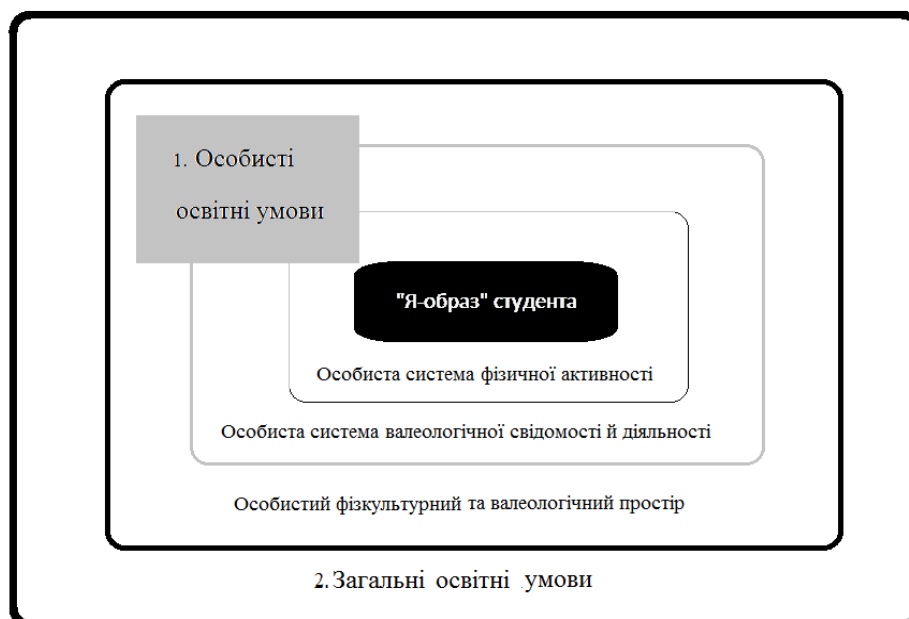 1. Особисті
освітні умови
"Я-образ" студента
Особиста система фізичної активності
Особиста система валеологічної свідомості й діяльності
Особистий фізкультурний та валеологічний простір
2. Загальні освітні умови